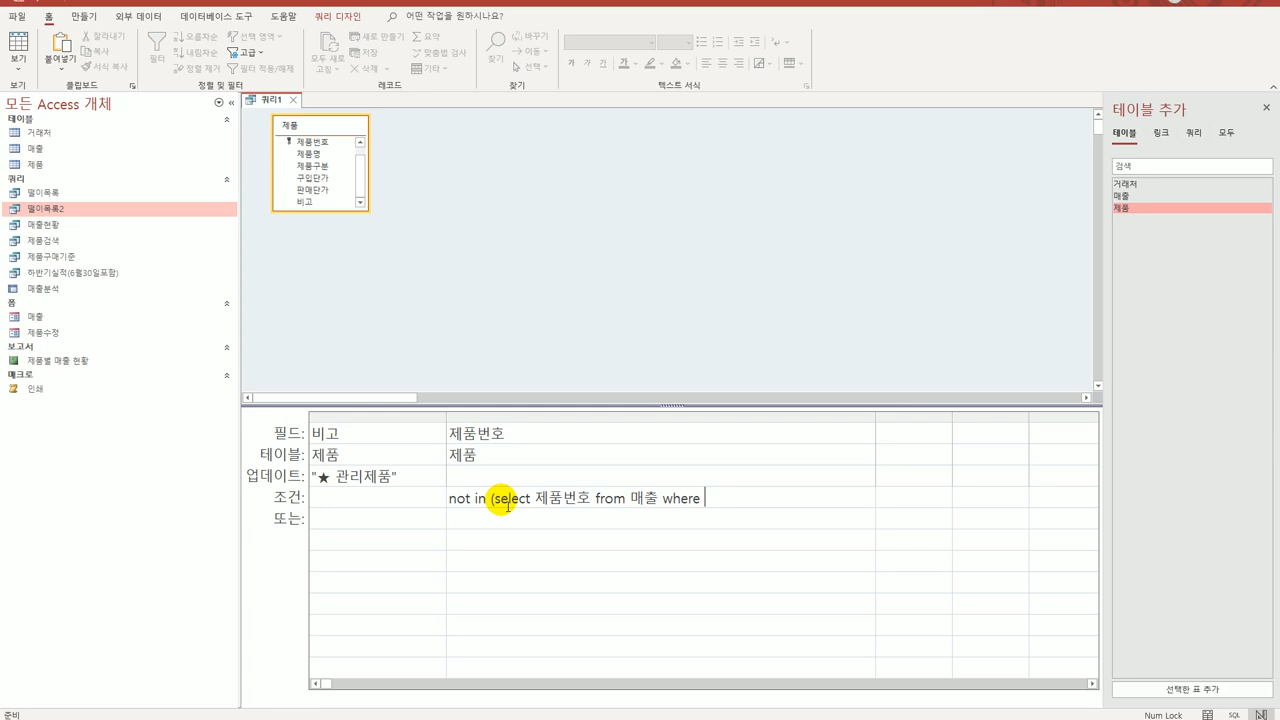 파일 홈 만들기 외부 데이터 데이터베이스 도구 도움말 쿼리 디자인 어떤 작업을 원하시나요?
보기 붙여넣기 잘라내기 복사 서식 복사 필터 오름차순 내림차순 정렬 제거 선택 영역 고급 필터 적용/해제 모두 새로 고침 새로 만들기 저장 삭제 요약 맞춤법 검사 기타 찾기 바꾸기 이동 선택 가 가 가 가
보기 클립보드 정렬 및 필터 레코드 찾기 텍스트 서식
모든 Access 개체
테이블
거래처
매출
제품
쿼리
떨이목록
떨이목록2
매출현황
제품검색
제품구매기준
하반기실적(6월30일포함)
매출분석
폼
매출
제품수정
보고서
제품별 매출 현황
매크로
인쇄
쿼리1
제품
제품번호
제품명
제품구분
구입단가
판매단가
비고
필드: 비고 제품번호
테이블: 제품 제품
업데이트: "★ 관리제품"
조건: not in (select 제품번호 from 매출 where
또는:
테이블 추가
테이블 링크 쿼리 모두
검색
거래처
매출
제품
선택한 표 추가
준비 Num Lock SQL